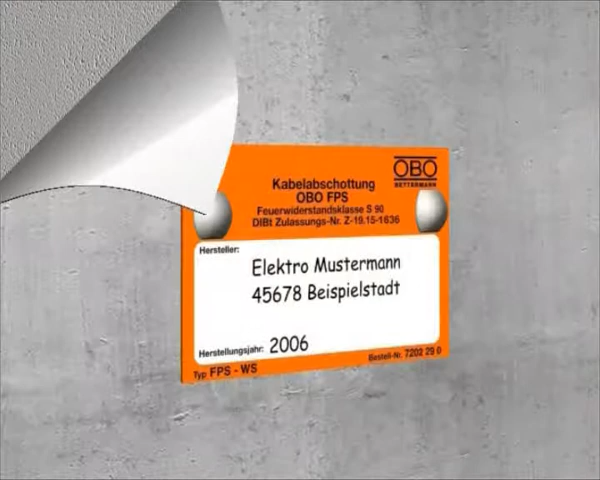 OBO
BETTERMANN
Kabelabschottung
OBO FPS
Feuerwiderstandsklasse S 90
DIBt Zulassungs-Nr. Z-19.15-1636
Hersteller:
Elektro Mustermann
45678 Beispielstadt
Herstellungsjahr: 2006
Typ FPS - WS
Bestell-Nr. 7202 29 0